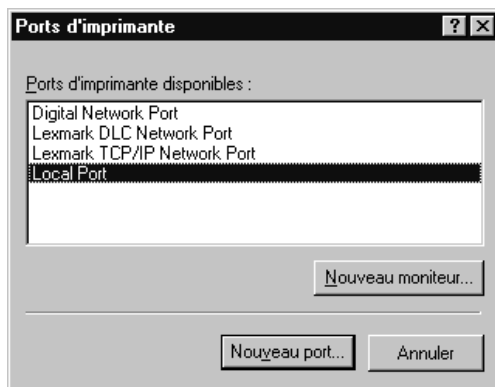 Ports d'imprimante
Ports d'imprimante disponibles :
Digital Network Port
Lexmark DLC Network Port
Lexmark TCP/IP Network Port
Local Port
Nouveau moniteur...
Nouveau port...
Annuler